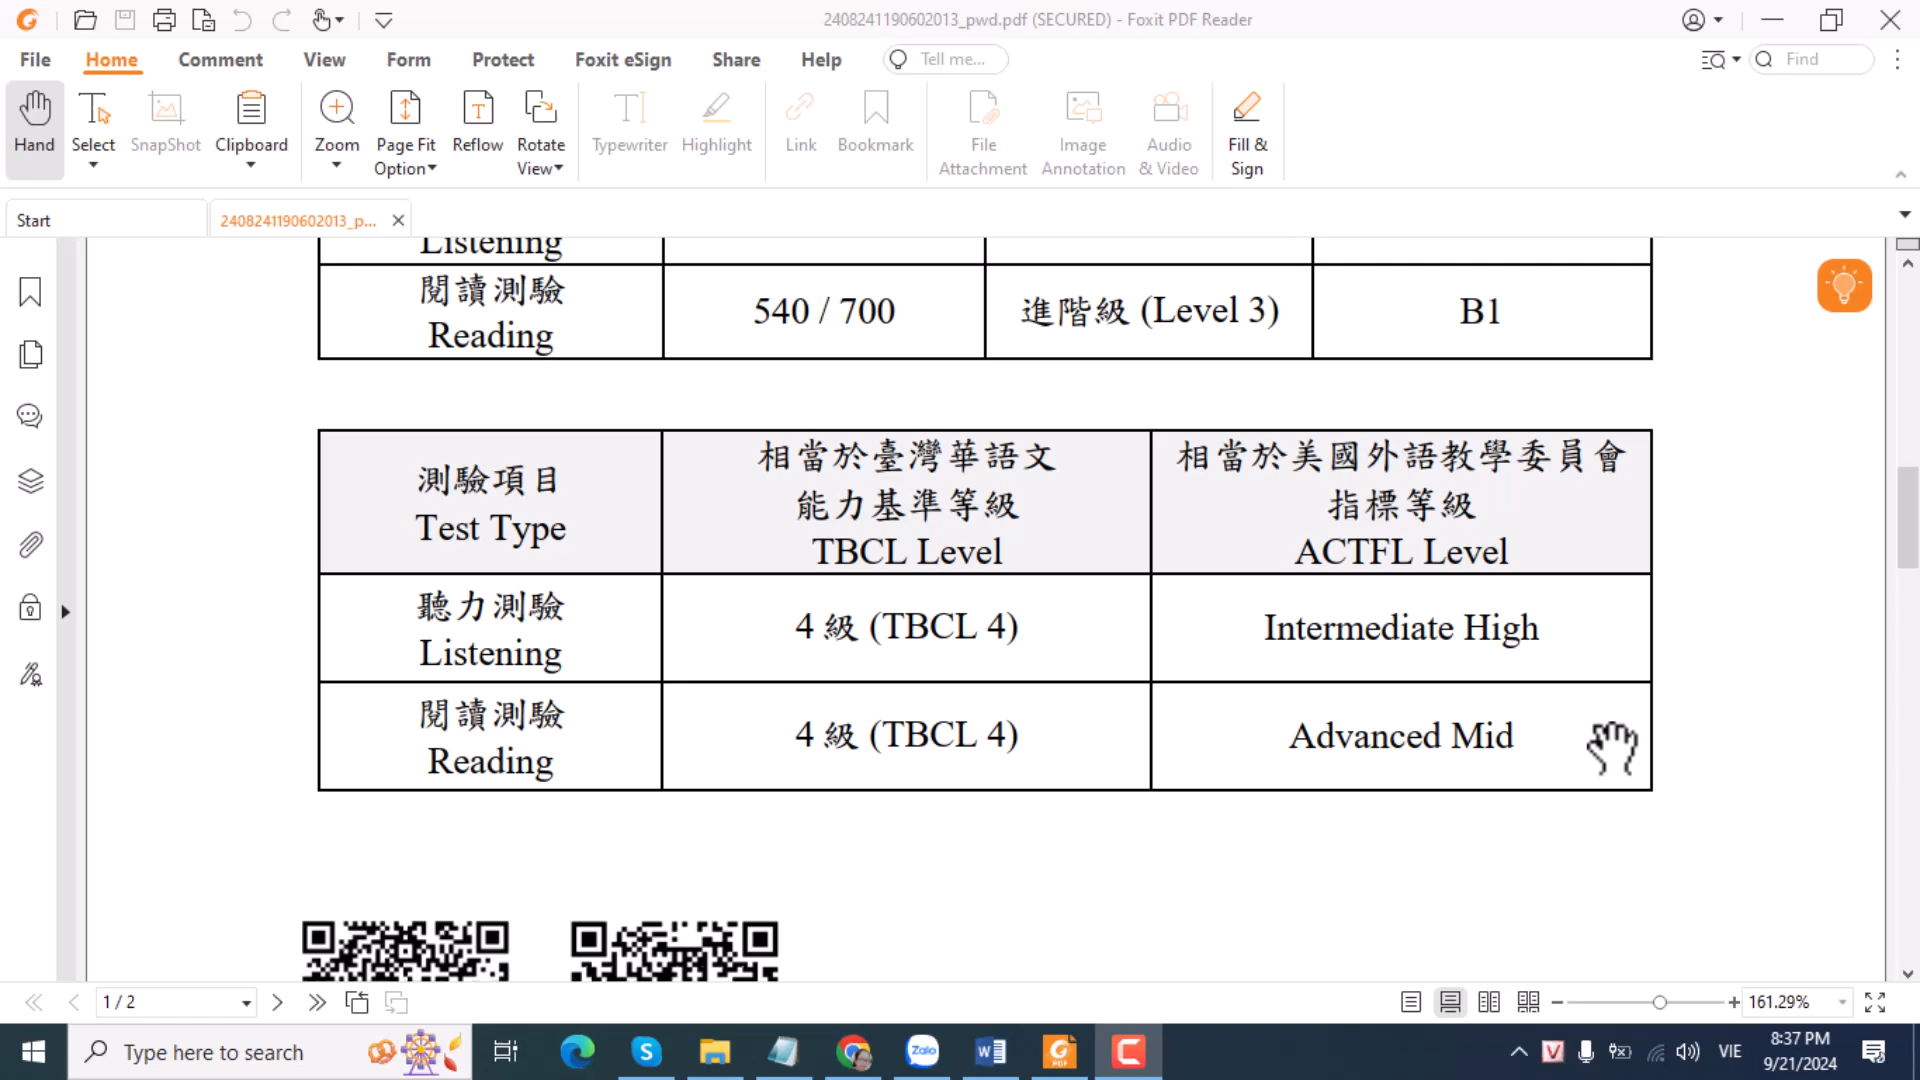 2408241190602013_pwd.pdf (SECURED) - Foxit PDF Reader
File Home Comment View Form Protect Foxit eSign Share Help Tell me... Find
Hand Select SnapShot Clipboard Zoom Page Fit Option Reflow Rotate View Typewriter Highlight Link Bookmark File Attachment Image Annotation Audio & Video Fill & Sign
Start 2408241190602013_p...
Listening
閱讀測驗
Reading
540 / 700
進階級 (Level 3)
B1
測驗項目
Test Type
相當於臺灣華語文
能力基準等級
TBCL Level
相當於美國外語教學委員會
指標等級
ACTFL Level
聽力測驗
Listening
4 級 (TBCL 4)
Intermediate High
閱讀測驗
Reading
4 級 (TBCL 4)
Advanced Mid
1 / 2
161.29%
Type here to search
Zalo
VIE
8:37 PM
9/21/2024